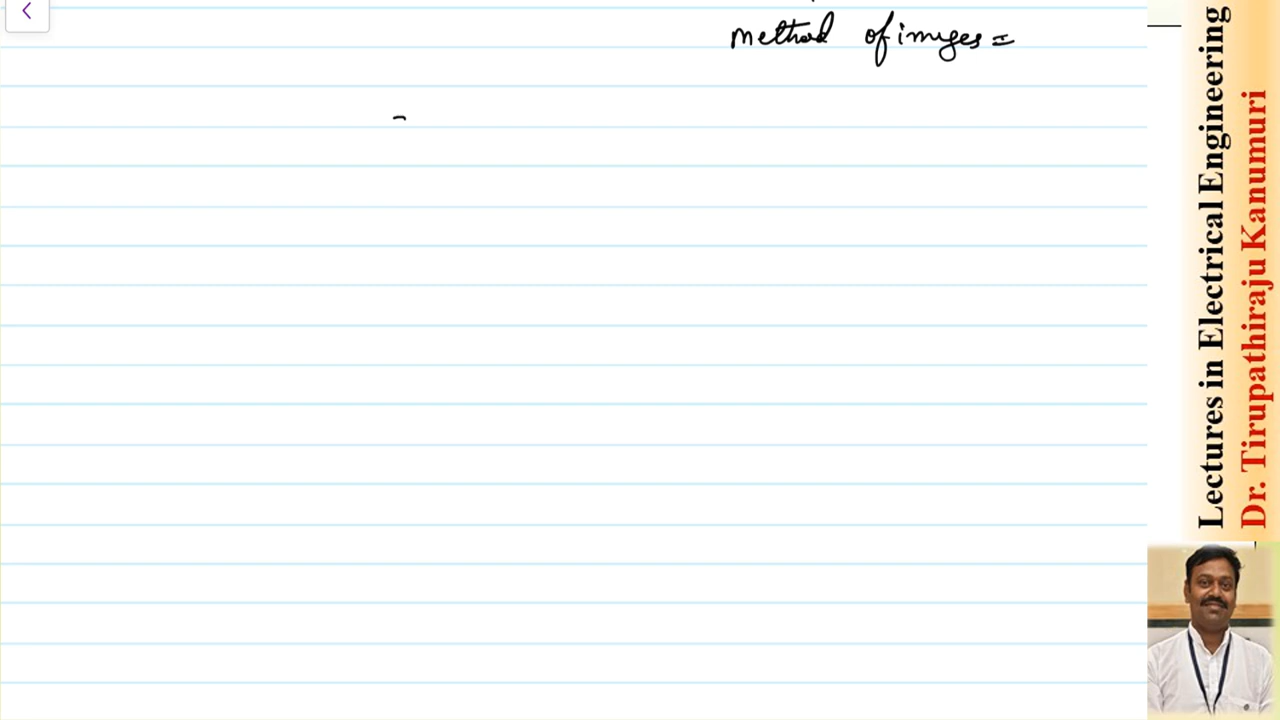 method of images =
Lectures in Electrical Engineering
Dr. Tirupathiraju Kanumuri